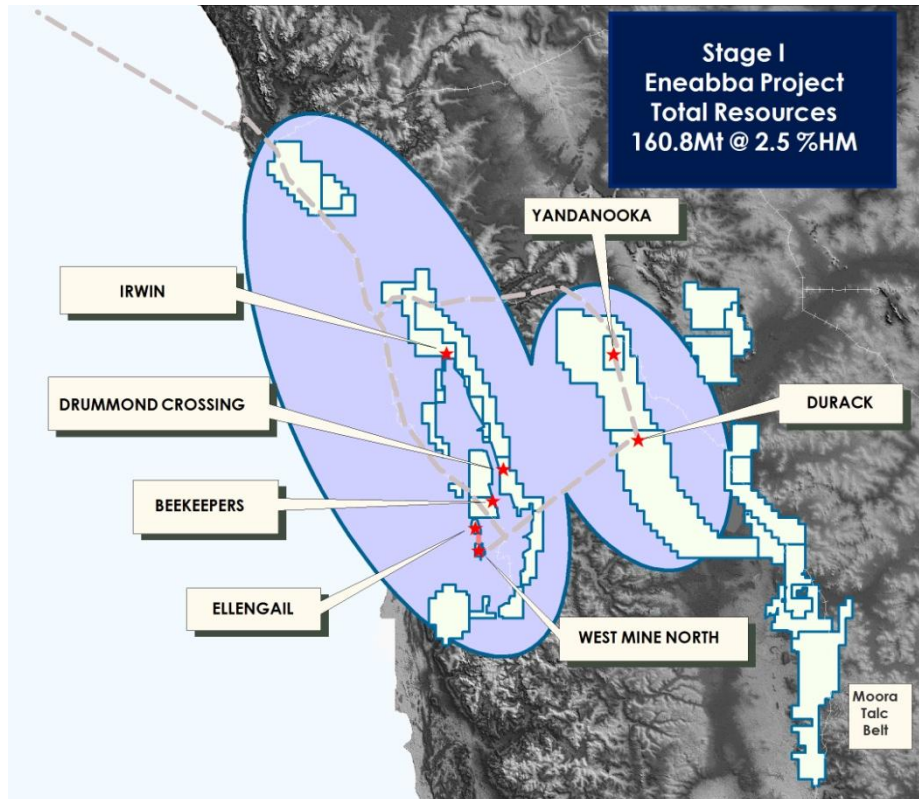 Stage I
Eneabba Project
Total Resources
160.8Mt @ 2.5 %HM
YANDANOOKA
IRWIN
DRUMMOND CROSSING
DURACK
BEEKEEPERS
ELLENGAIL
WEST MINE NORTH
Moora
Talc
Belt